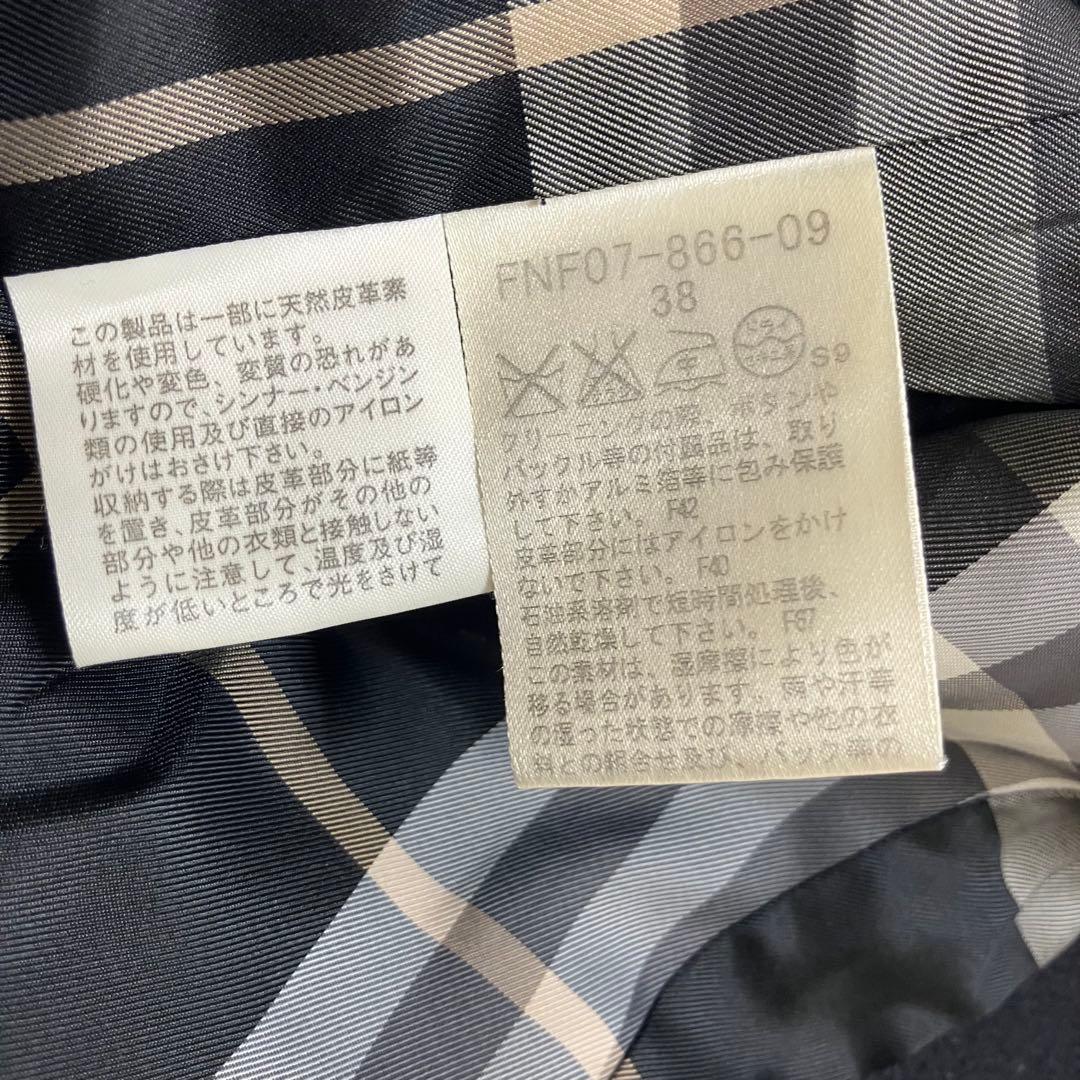 この製品は一部に天然皮革素
材を使用しています。
硬化や変色、変質の恐れがあ
りますので、シンナー・ベンジン
類の使用及び直接のアイロン
がけはおさけ下さい。
収納する際は皮革部分に紙等
を置き、皮革部分がその他の
部分や他の衣類と接触しない
ように注意して、温度及び湿
度が低いところで光をさけて
FNF07-866-09
38
ドライ
セキユ系
S9
クリーニングの際、ボタンや
バックル等の付属品は、取り
外すかアルミ箔等に包み保護
して下さい。 F42
皮革部分にはアイロンをかけ
ないで下さい。 F40
石油系溶剤で短時間処理後、
自然乾燥して下さい。 F67
この素材は、湿摩擦により色が
移る場合があります。雨や汗等
の湿った状態での摩擦や他の衣
料との組合せ及び、バック等の